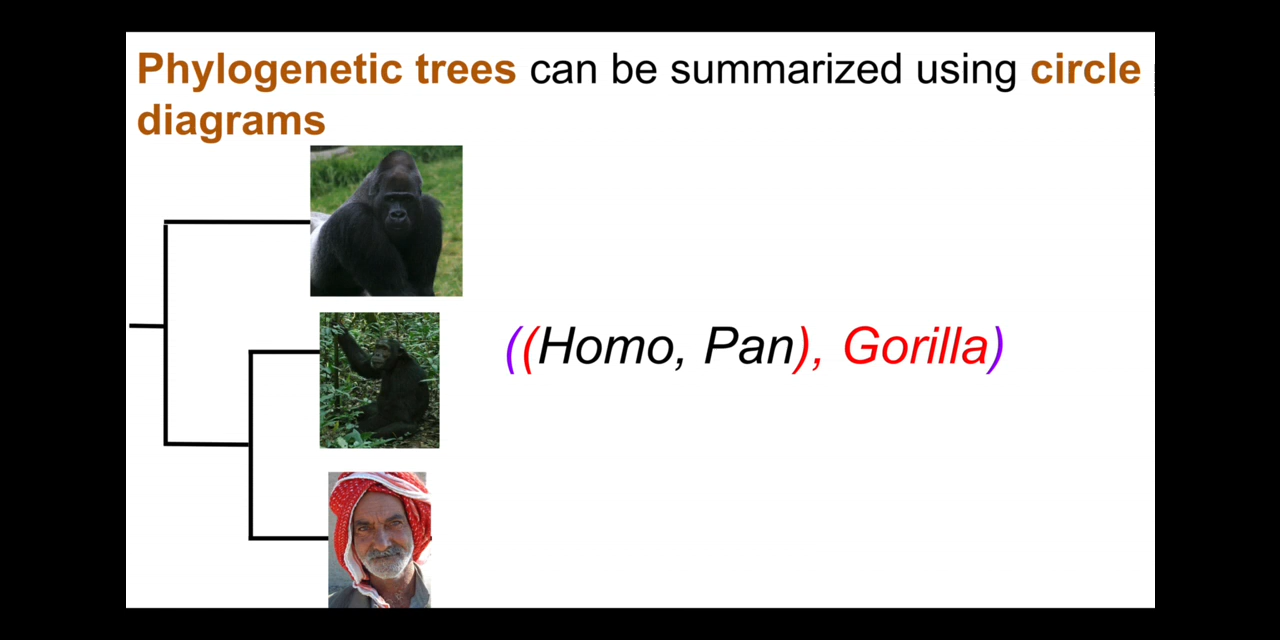 Phylogenetic trees can be summarized using circle
diagrams
((Homo, Pan), Gorilla)